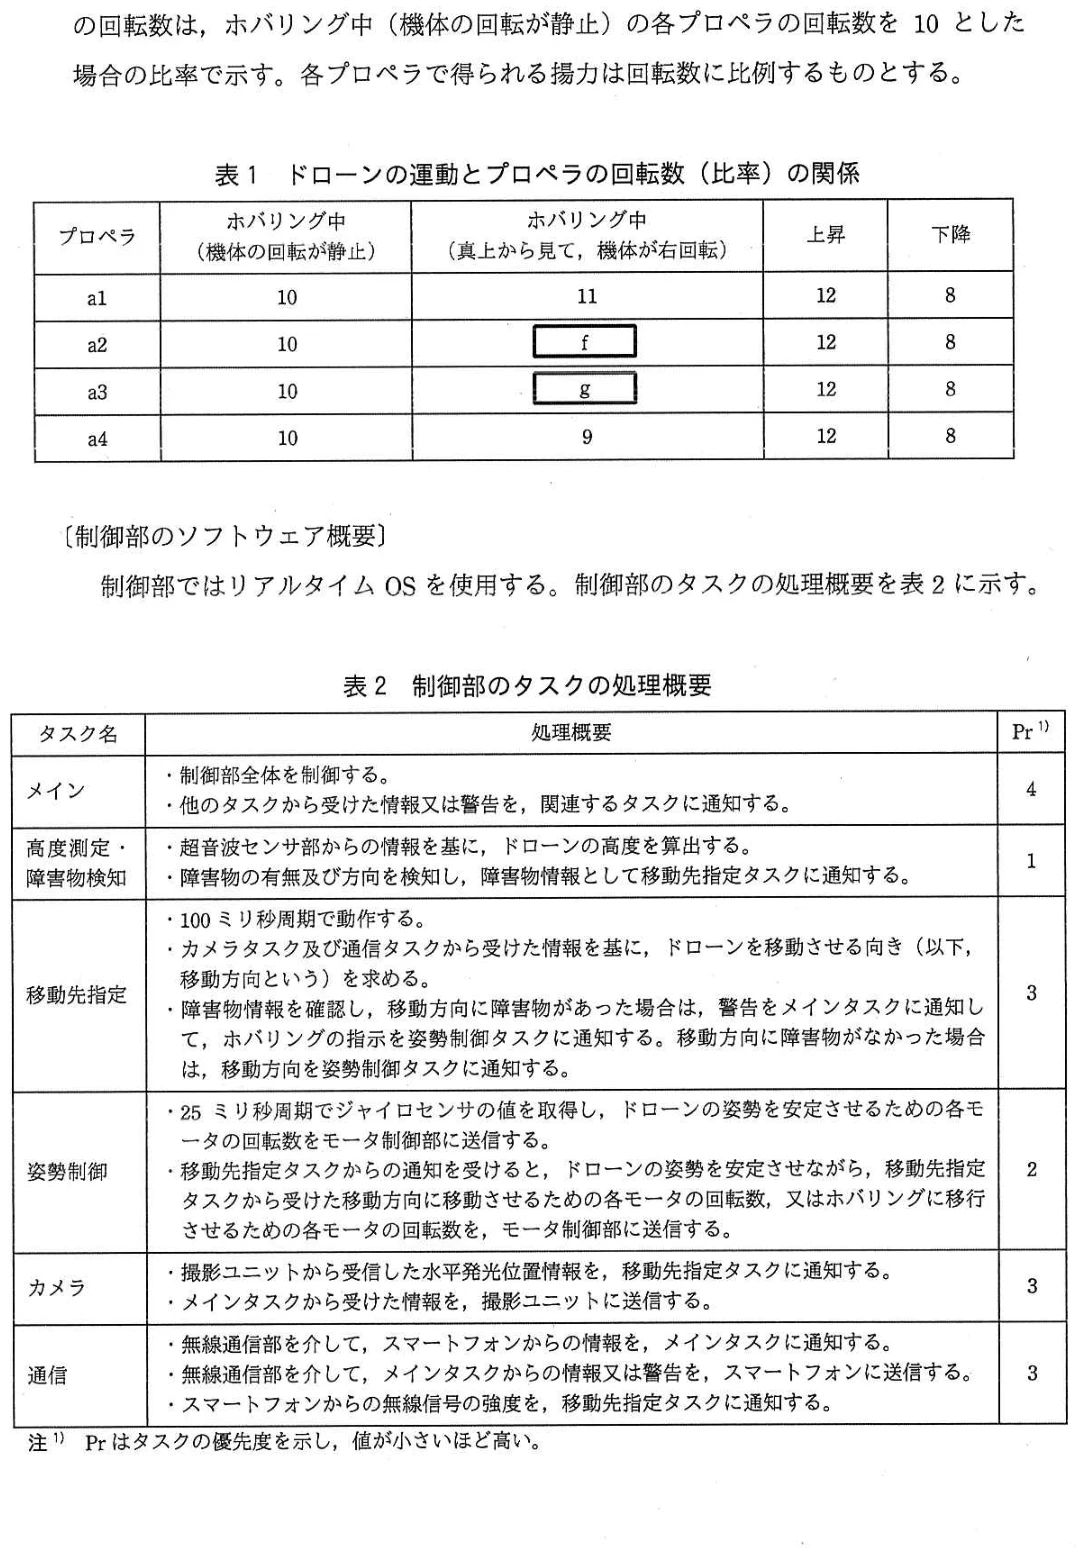 の回転数は，ホバリング中（機体の回転が静止）の各プロペラの回転数を 10 とした
場合の比率で示す。各プロペラで得られる揚力は回転数に比例するものとする。
表1　ドローンの運動とプロペラの回転数（比率）の関係
プロペラ　ホバリング中（機体の回転が静止）　ホバリング中（真上から見て，機体が右回転）　上昇　下降
a1　10　11　12　8
a2　10　f　12　8
a3　10　g　12　8
a4　10　9　12　8
〔制御部のソフトウェア概要〕
制御部ではリアルタイム OS を使用する。制御部のタスクの処理概要を表 2 に示す。
表2　制御部のタスクの処理概要
タスク名　処理概要　Pr 1)
メイン　4
・制御部全体を制御する。
・他のタスクから受けた情報又は警告を，関連するタスクに通知する。
高度測定・
障害物検知　1
・超音波センサ部からの情報を基に，ドローンの高度を算出する。
・障害物の有無及び方向を検知し，障害物情報として移動先指定タスクに通知する。
移動先指定　3
・100 ミリ秒周期で動作する。
・カメラタスク及び通信タスクから受けた情報を基に，ドローンを移動させる向き（以下，
移動方向という）を求める。
・障害物情報を確認し，移動方向に障害物があった場合は，警告をメインタスクに通知し
て，ホバリングの指示を姿勢制御タスクに通知する。移動方向に障害物がなかった場合
は，移動方向を姿勢制御タスクに通知する。
姿勢制御　2
・25 ミリ秒周期でジャイロセンサの値を取得し，ドローンの姿勢を安定させるための各モ
ータの回転数をモータ制御部に送信する。
・移動先指定タスクからの通知を受けると，ドローンの姿勢を安定させながら，移動先指定
タスクから受けた移動方向に移動させるための各モータの回転数，又はホバリングに移行
させるための各モータの回転数を，モータ制御部に送信する。
カメラ　3
・撮影ユニットから受信した水平発光位置情報を，移動先指定タスクに通知する。
・メインタスクから受けた情報を，撮影ユニットに送信する。
通信　3
・無線通信部を介して，スマートフォンからの情報を，メインタスクに通知する。
・無線通信部を介して，メインタスクからの情報又は警告を，スマートフォンに送信する。
・スマートフォンからの無線信号の強度を，移動先指定タスクに通知する。
注 1)　Pr はタスクの優先度を示し，値が小さいほど高い。